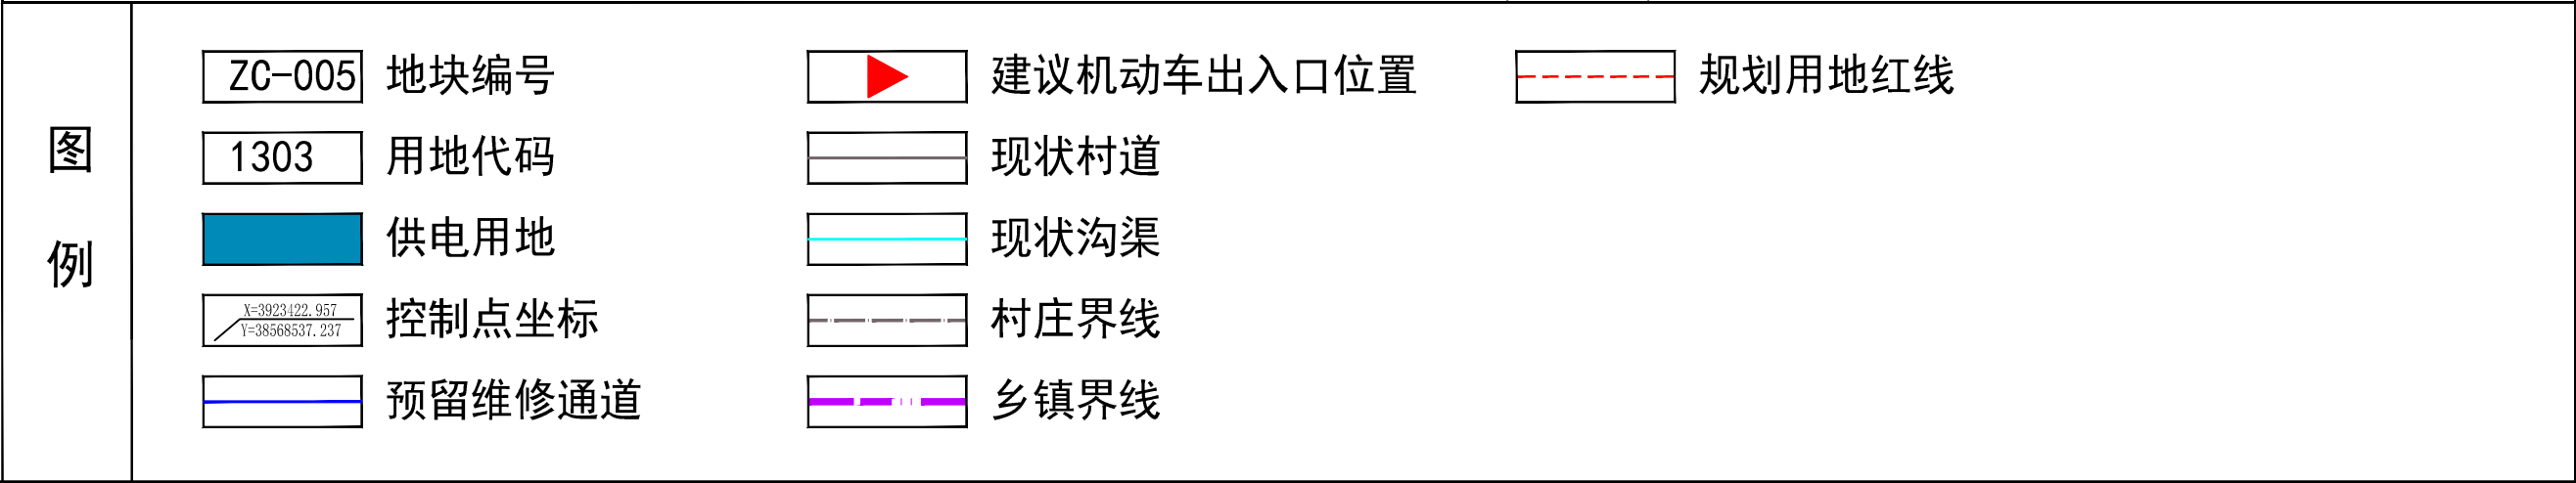 图例
ZC-005 地块编号
1303 用地代码
供电用地
X=3923422.957
Y=38568537.237
控制点坐标
预留维修通道
建议机动车出入口位置
现状村道
现状沟渠
村庄界线
乡镇界线
规划用地红线